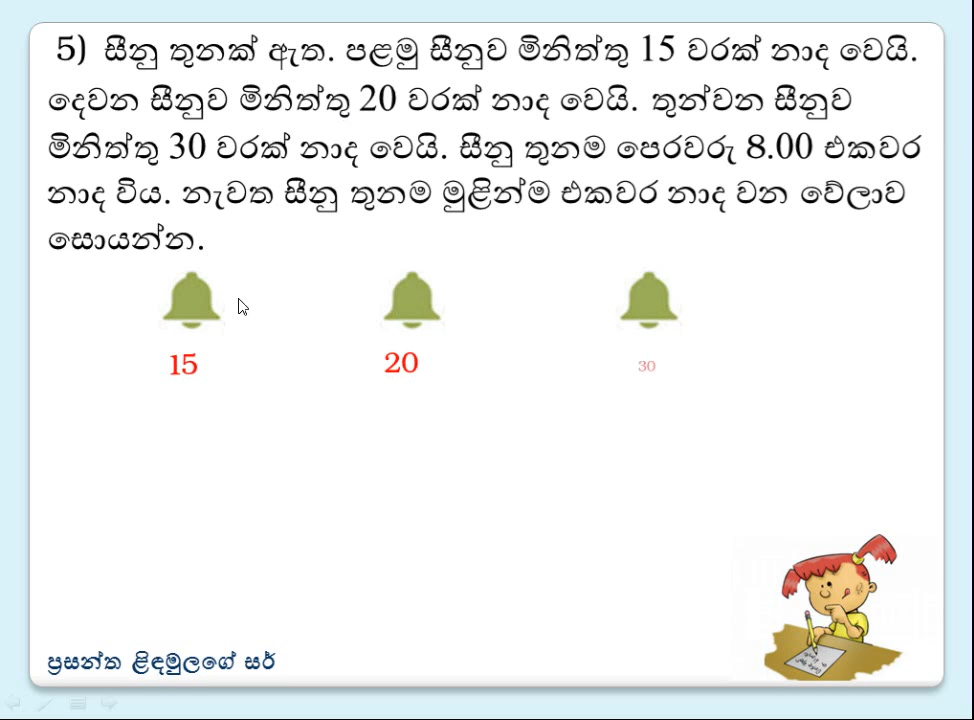 5) සීනු තුනක් ඇත. පළමු සීනුව මිනිත්තු 15 වරක් නාද වෙයි.
දෙවන සීනුව මිනිත්තු 20 වරක් නාද වෙයි. තුන්වන සීනුව
මිනිත්තු 30 වරක් නාද වෙයි. සීනු තුනම පෙරවරු 8.00 එකවර
නාද විය. නැවත සීනු තුනම මුළින්ම එකවර නාද වන වේලාව
සොයන්න.
15 20 30
ප්‍රසන්ත ළිඳමුලගේ සර්